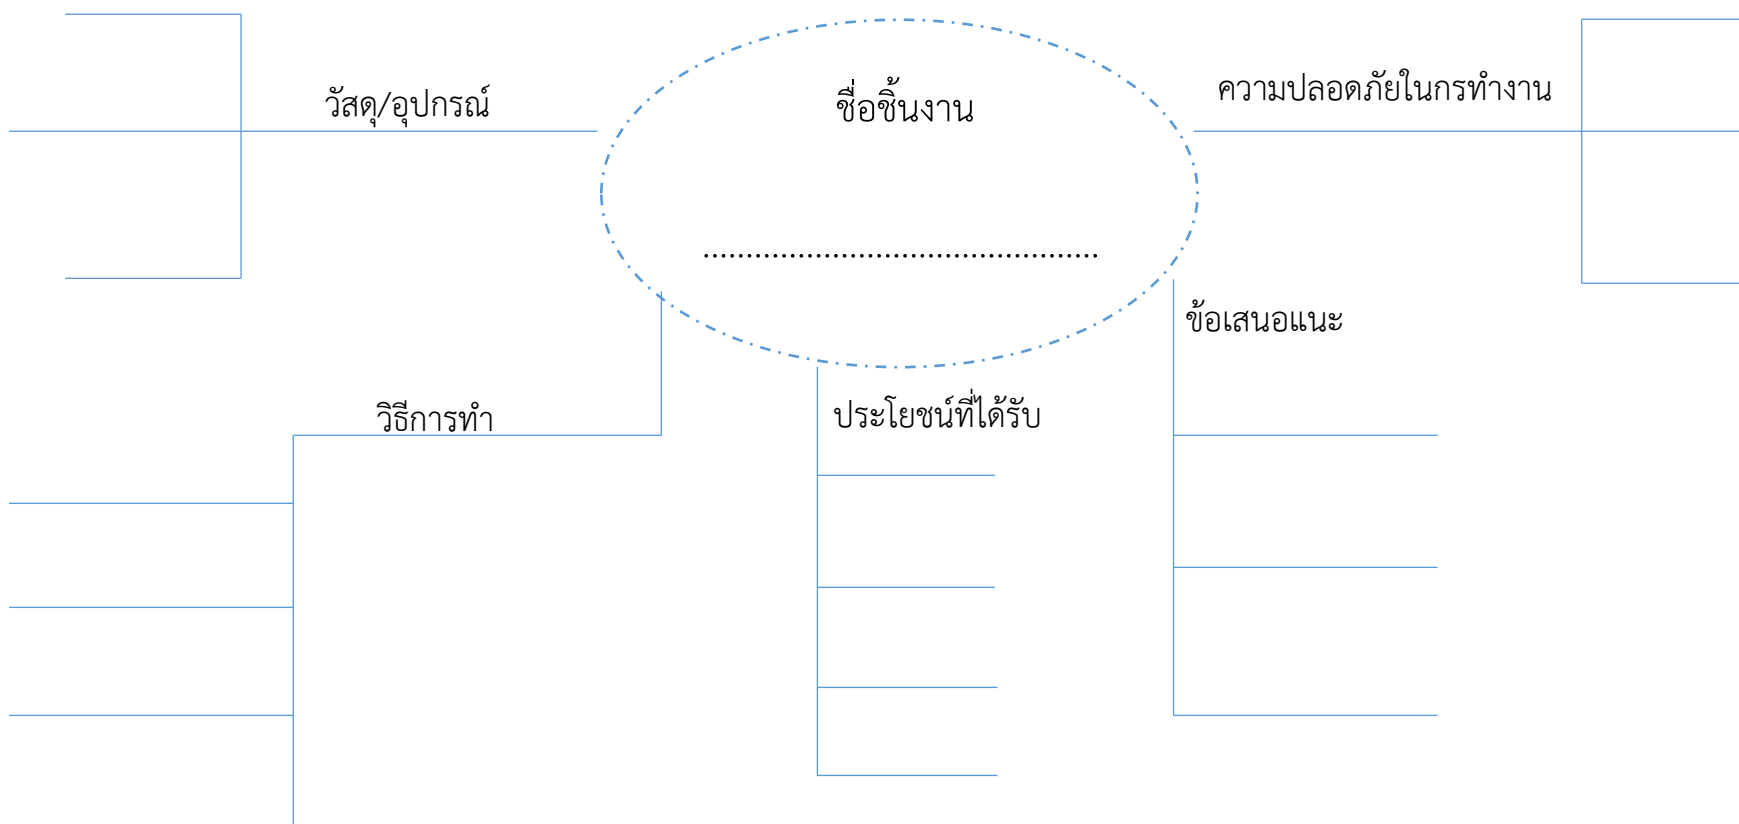 วัสดุ/อุปกรณ์
ชื่อชิ้นงาน
ความปลอดภัยในกรทำงาน
..............................................
ข้อเสนอแนะ
วิธีการทำ
ประโยชน์ที่ได้รับ